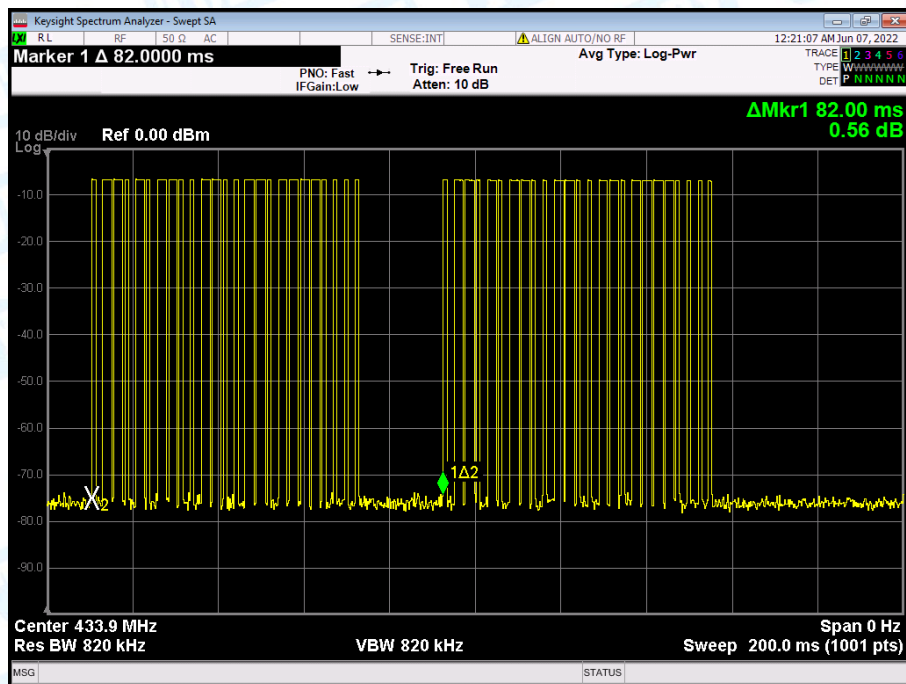 Keysight Spectrum Analyzer - Swept SA
LXI RL RF 50 Ω AC SENSE:INT ALIGN AUTO/NO RF 12:21:07 AM Jun 07, 2022
Marker 1 Δ 82.0000 ms
PNO: Fast Trig: Free Run Avg Type: Log-Pwr TRACE 1 2 3 4 5 6
IFGain:Low Atten: 10 dB TYPE WWWWWW
DET P N N N N N
ΔMkr1 82.00 ms
0.56 dB
10 dB/div Ref 0.00 dBm
Log
-10.0
-20.0
-30.0
-40.0
-50.0
-60.0
-70.0
1Δ2
2
-80.0
-90.0
Center 433.9 MHz Span 0 Hz
Res BW 820 kHz VBW 820 kHz Sweep 200.0 ms (1001 pts)
MSG STATUS